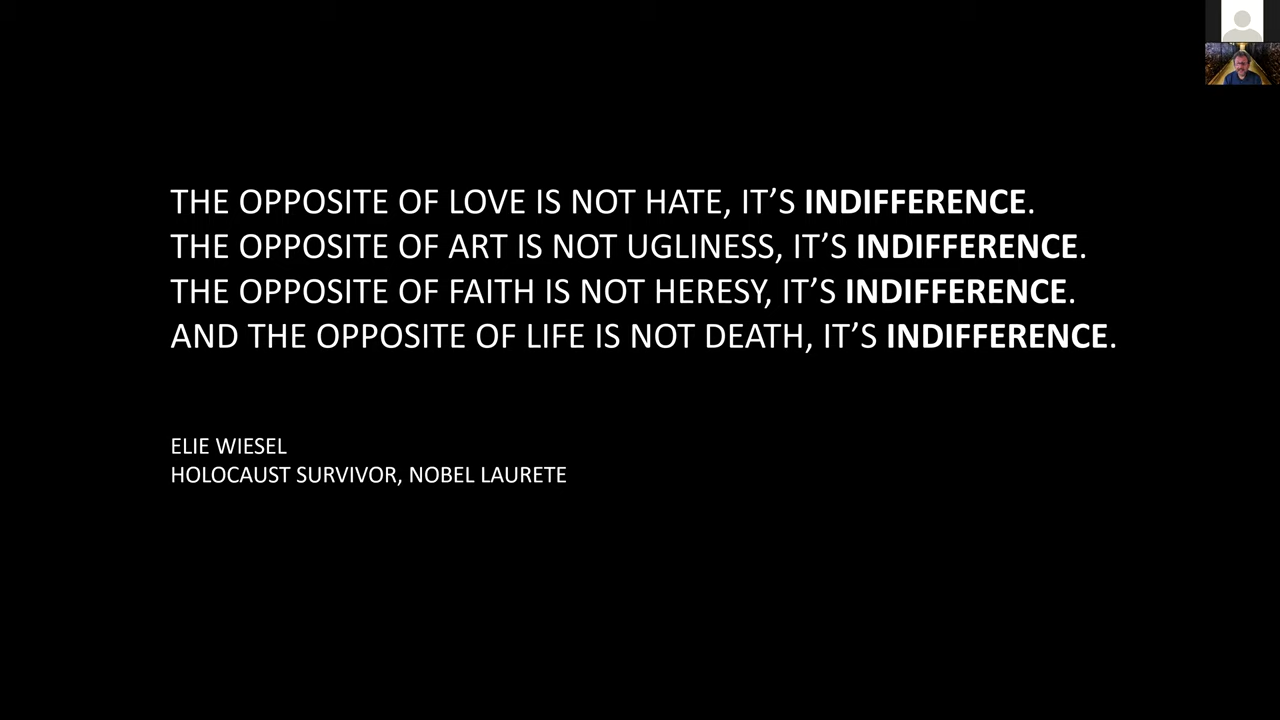 THE OPPOSITE OF LOVE IS NOT HATE, IT’S INDIFFERENCE.
THE OPPOSITE OF ART IS NOT UGLINESS, IT’S INDIFFERENCE.
THE OPPOSITE OF FAITH IS NOT HERESY, IT’S INDIFFERENCE.
AND THE OPPOSITE OF LIFE IS NOT DEATH, IT’S INDIFFERENCE.
ELIE WIESEL
HOLOCAUST SURVIVOR, NOBEL LAURETE